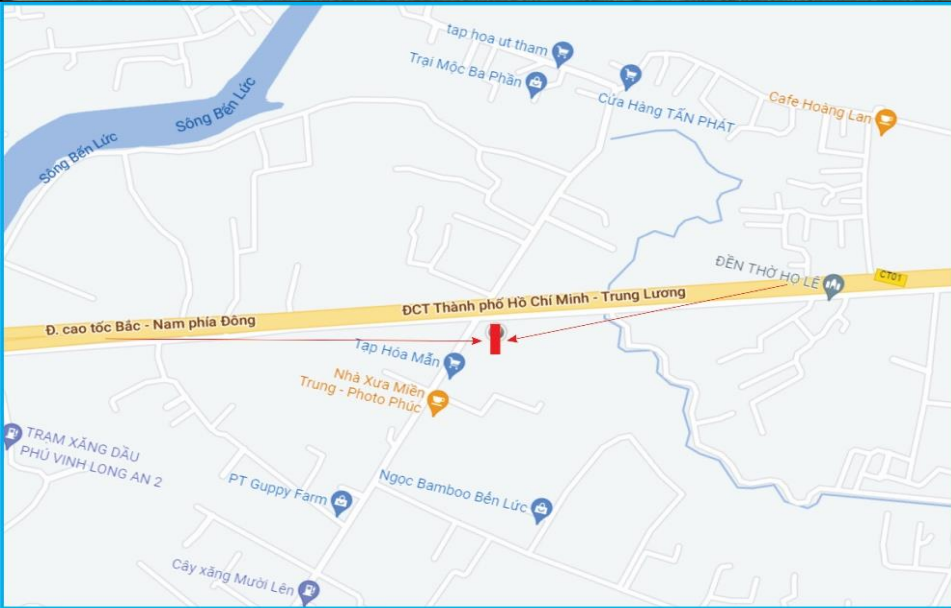 tap hoa ut tham
Trại Mộc Ba Phần
Cửa Hàng TẤN PHÁT
Cafe Hoàng Lan
Sông Bến Lức
Sông Bến Lức
ĐỀN THỜ HỌ LÊ
CT01
ĐCT Thành phố Hồ Chí Minh - Trung Lương
Đ. cao tốc Bắc - Nam phía Đông
Tạp Hóa Mẫn
Nhà Xưa Miền
Trung - Photo Phúc
TRẠM XĂNG DẦU
PHÚ VINH LONG AN 2
PT Guppy Farm
Ngọc Bamboo Bến Lức
Cây xăng Mười Lên